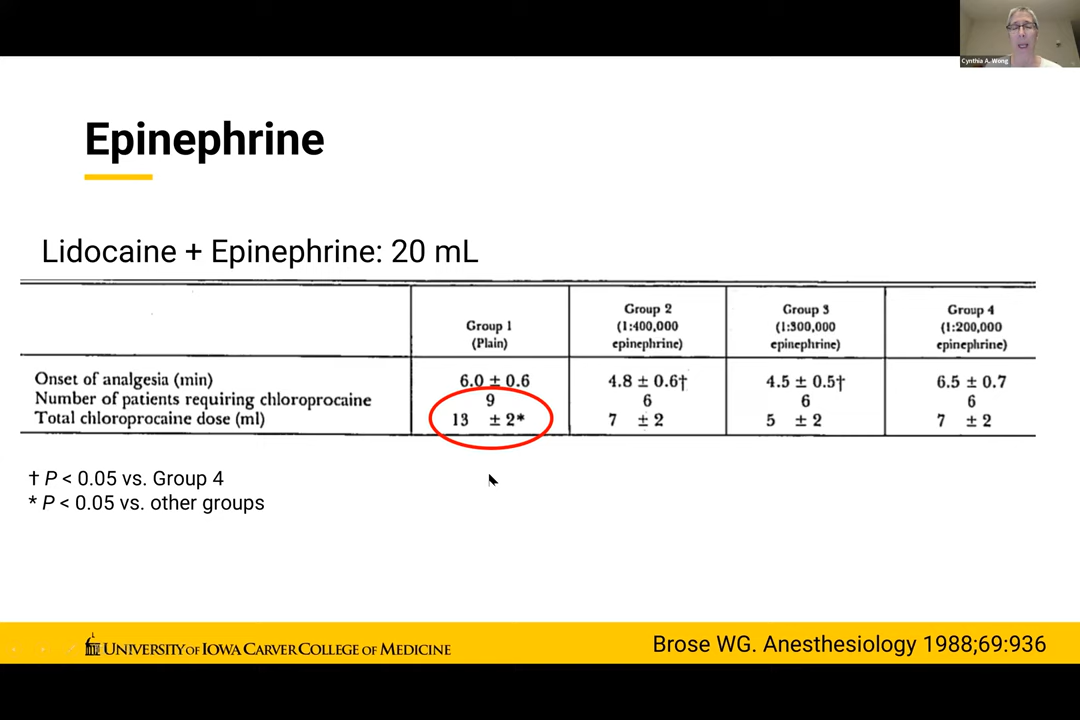 Cynthia A. Wong
Epinephrine
Lidocaine + Epinephrine: 20 mL
Group 1 (Plain)
Group 2 (1:400,000 epinephrine)
Group 3 (1:300,000 epinephrine)
Group 4 (1:200,000 epinephrine)
Onset of analgesia (min) 6.0 ± 0.6 4.8 ± 0.6† 4.5 ± 0.5† 6.5 ± 0.7
Number of patients requiring chloroprocaine 9 6 6 6
Total chloroprocaine dose (ml) 13 ± 2* 7 ± 2 5 ± 2 7 ± 2
† P < 0.05 vs. Group 4
* P < 0.05 vs. other groups
UNIVERSITY OF IOWA CARVER COLLEGE OF MEDICINE
Brose WG. Anesthesiology 1988;69:936